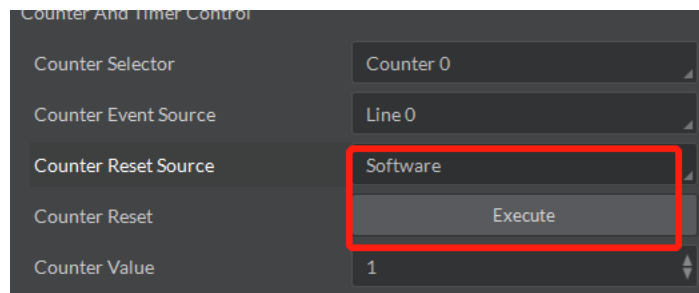 Counter And Timer Control
Counter Selector Counter 0
Counter Event Source Line 0
Counter Reset Source Software
Counter Reset Execute
Counter Value 1